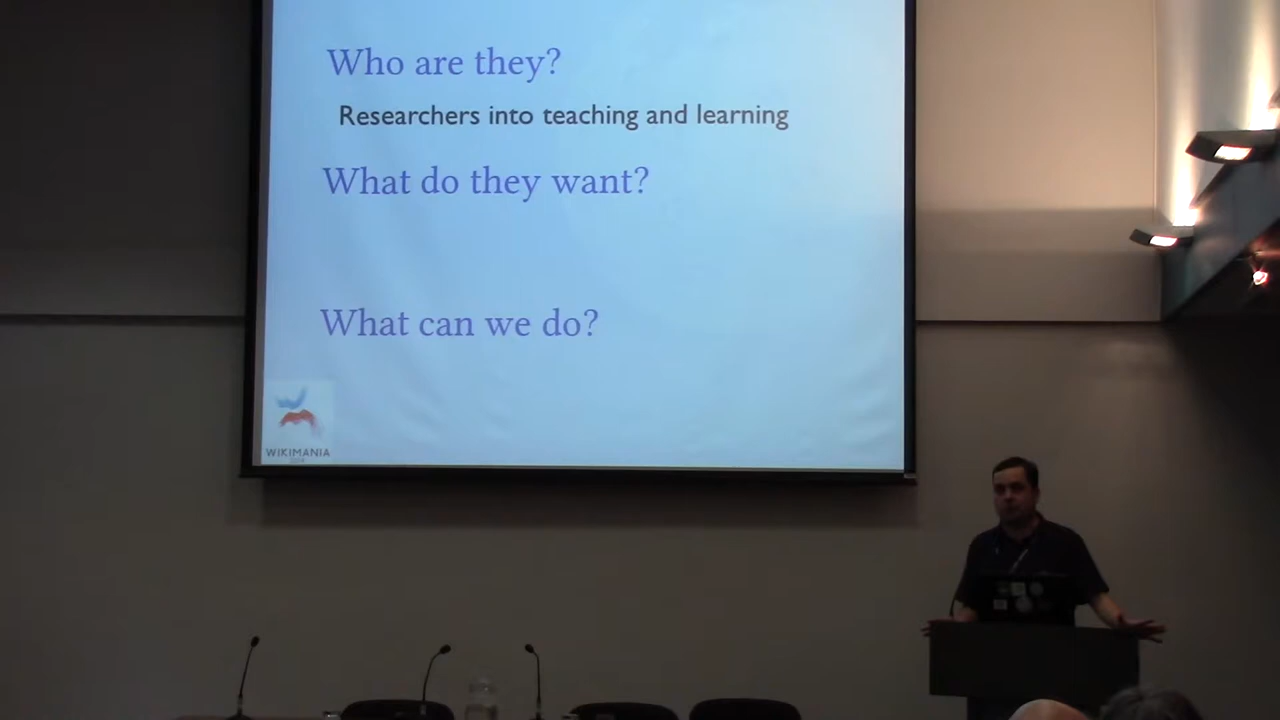 Who are they?
Researchers into teaching and learning
What do they want?
What can we do?
WIKIMANIA